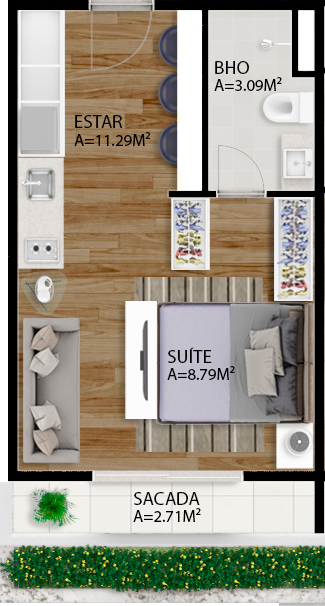 BHO
A=3.09M²
ESTAR
A=11.29M²
SUÍTE
A=8.79M²
SACADA
A=2.71M²